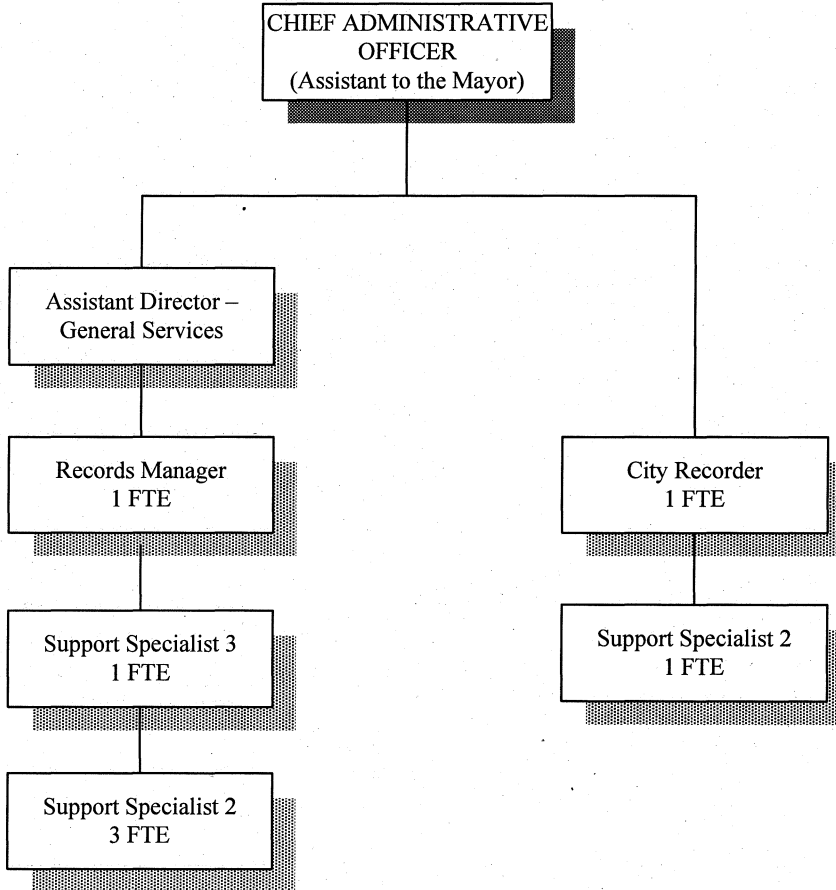 CHIEF ADMINISTRATIVE
OFFICER
(Assistant to the Mayor)
Assistant Director –
General Services
Records Manager
1 FTE
City Recorder
1 FTE
Support Specialist 3
1 FTE
Support Specialist 2
1 FTE
Support Specialist 2
3 FTE